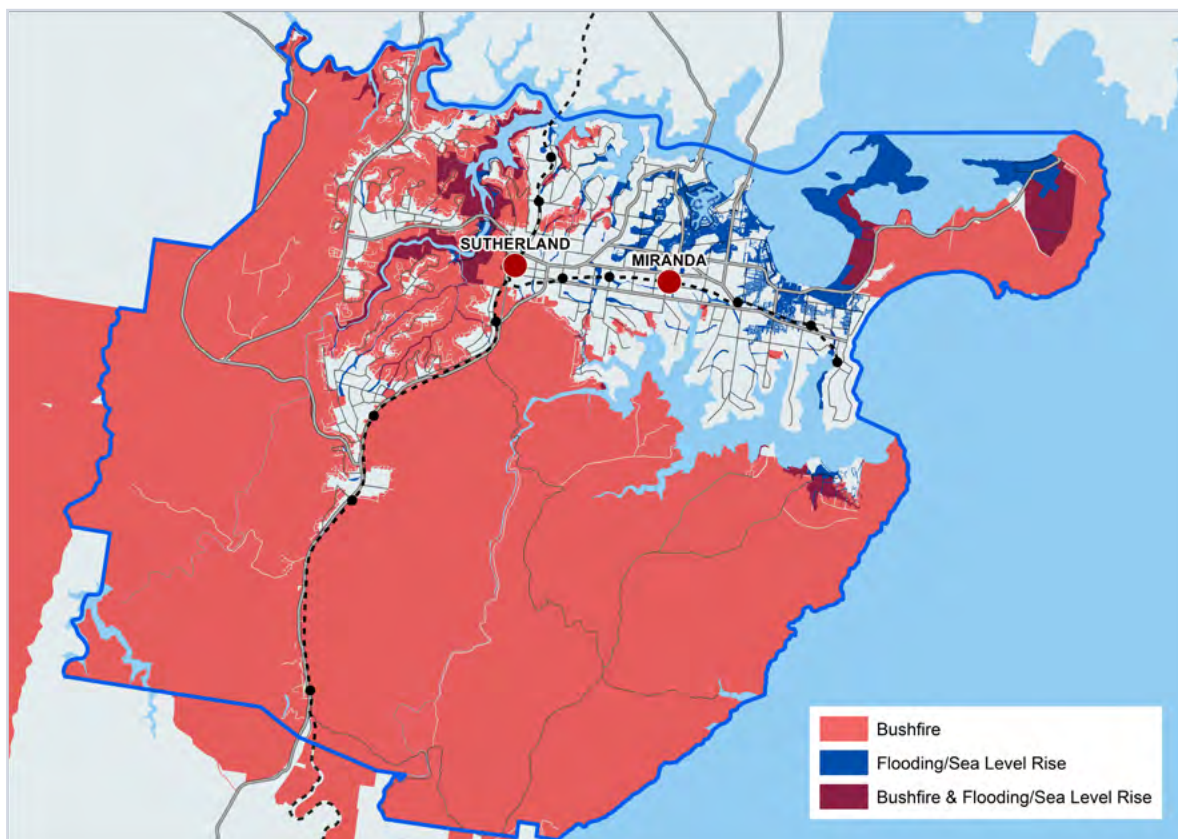 SUTHERLAND
MIRANDA
Bushfire
Flooding/Sea Level Rise
Bushfire & Flooding/Sea Level Rise